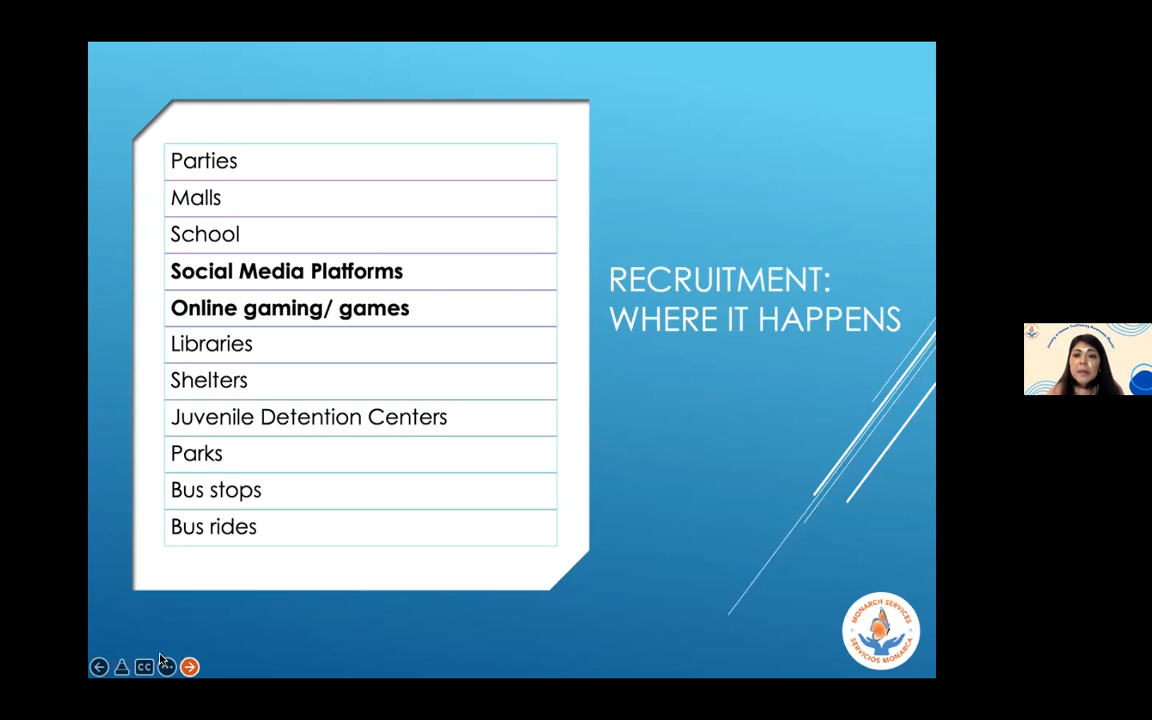 Parties
Malls
School
Social Media Platforms
Online gaming/ games
Libraries
Shelters
Juvenile Detention Centers
Parks
Bus stops
Bus rides
RECRUITMENT:
WHERE IT HAPPENS
MONARCH SERVICES
SERVICIOS MONARCA
CC